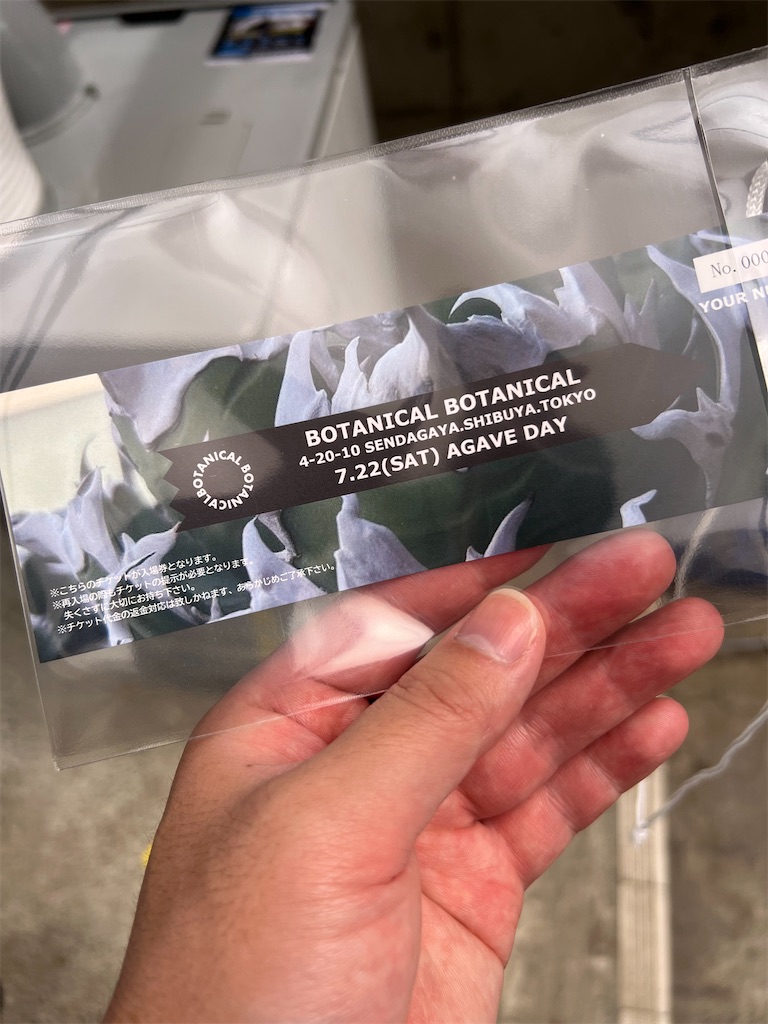 No. 000
YOUR N
BOTANICAL BOTANICAL
4-20-10 SENDAGAYA.SHIBUYA.TOKYO
7.22(SAT) AGAVE DAY
BOTANICAL BOTANICAL
※こちらのチケットが入場券となります。
※再入場の際もチケットの提示が必要となります。
失くさずに大切にお持ち下さい。
※チケット代金の返金対応は致しかねます、あらかじめご了承下さい。